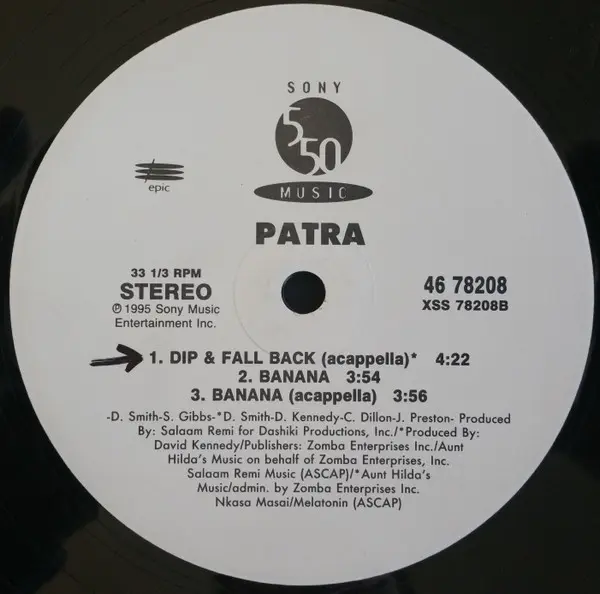 SONY
550
MUSIC
epic
PATRA
33 1/3 RPM
STEREO
℗1995 Sony Music
Entertainment Inc.
46 78208
XSS 78208B
1. DIP & FALL BACK (acappella)* 4:22
2. BANANA 3:54
3. BANANA (acappella) 3:56
-D. Smith-S. Gibbs-*D. Smith-D. Kennedy-C. Dillon-J. Preston- Produced
By: Salaam Remi for Dashiki Productions, Inc./*Produced By:
David Kennedy/Publishers: Zomba Enterprises Inc./Aunt
Hilda's Music on behalf of Zomba Enterprises, Inc.
Salaam Remi Music (ASCAP)/*Aunt Hilda's
Music/admin. by Zomba Enterprises Inc.
Nkasa Masai/Melatonin (ASCAP)